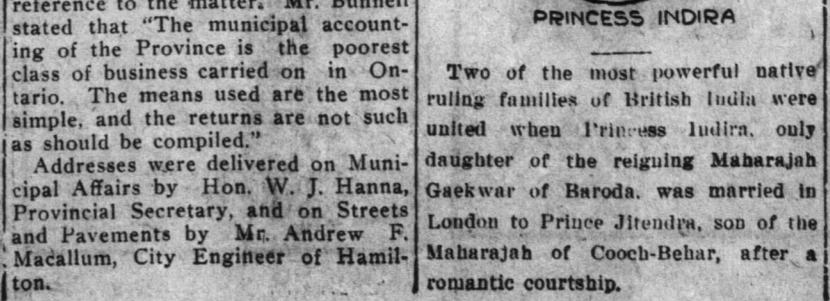 reference to the matter. Mr. Bunnell
stated that "The municipal account-
ing of the Province is the poorest
class of business carried on in On-
tario. The means used are the most
simple, and the returns are not such
as should be compiled."
Addresses were delivered on Muni-
cipal Affairs by Hon. W. J. Hanna,
Provincial Secretary, and on Streets
and Pavements by Mr. Andrew F.
Macallum, City Engineer of Hamil-
ton.
PRINCESS INDIRA
Two of the most powerful native
ruling families of British India were
united when Princess Indira, only
daughter of the reigning Maharajah
Gaekwar of Baroda, was married in
London to Prince Jitendra, son of the
Maharajah of Cooch-Behar, after a
romantic courtship.